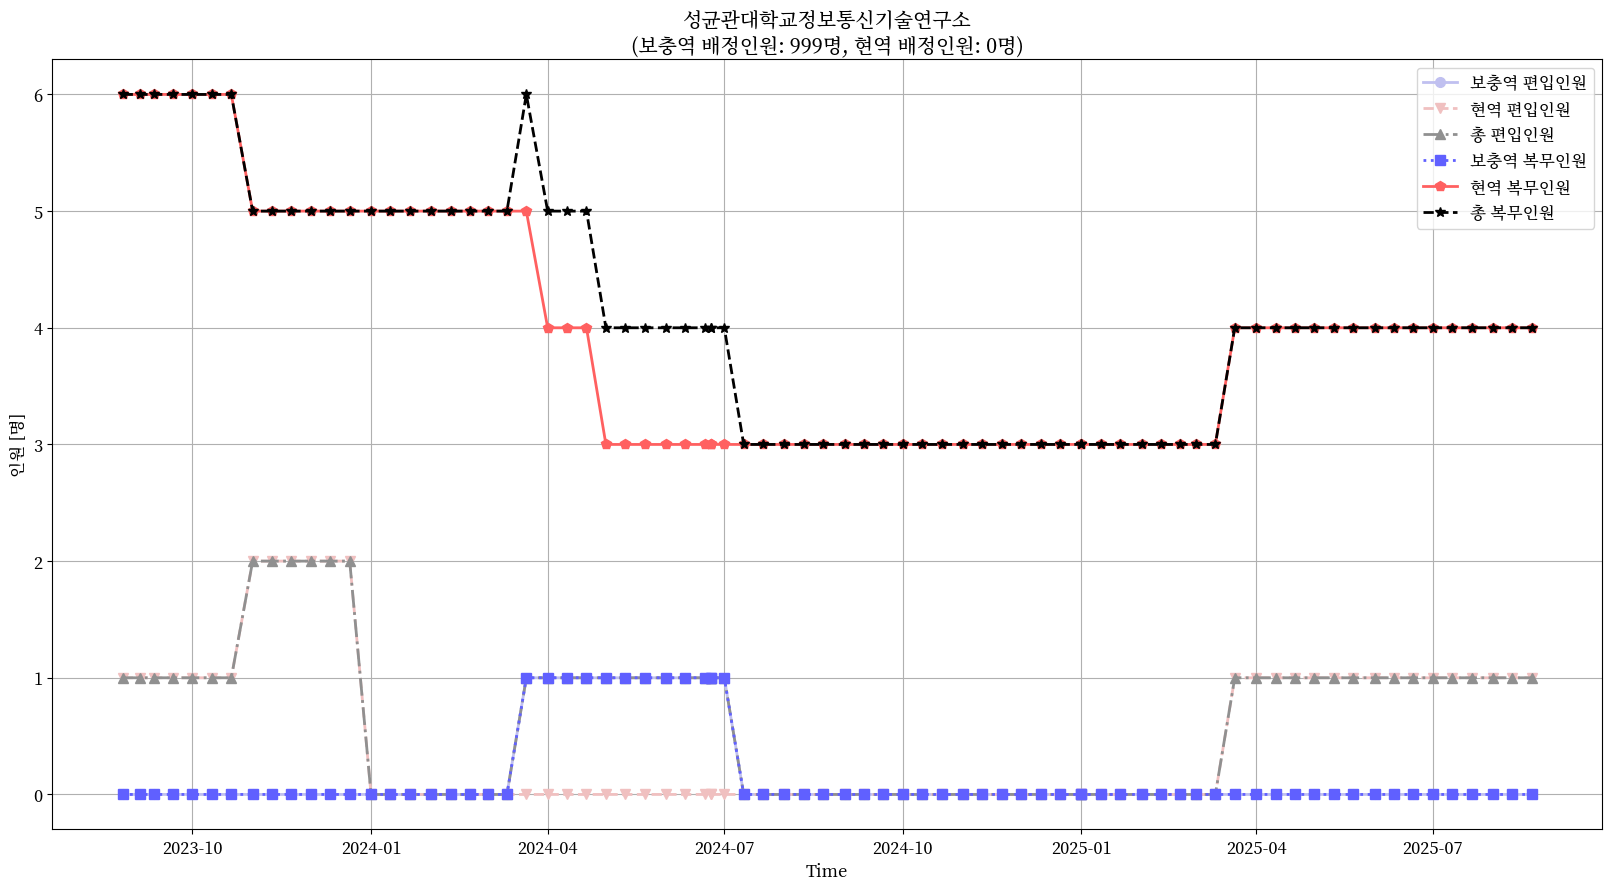 성균관대학교정보통신기술연구소
(보충역 배정인원: 999명, 현역 배정인원: 0명)
보충역 편입인원
현역 편입인원
총 편입인원
보충역 복무인원
현역 복무인원
총 복무인원
인원 [명]
6
5
4
3
2
1
0
2023-10
2024-01
2024-04
2024-07
2024-10
2025-01
2025-04
2025-07
Time